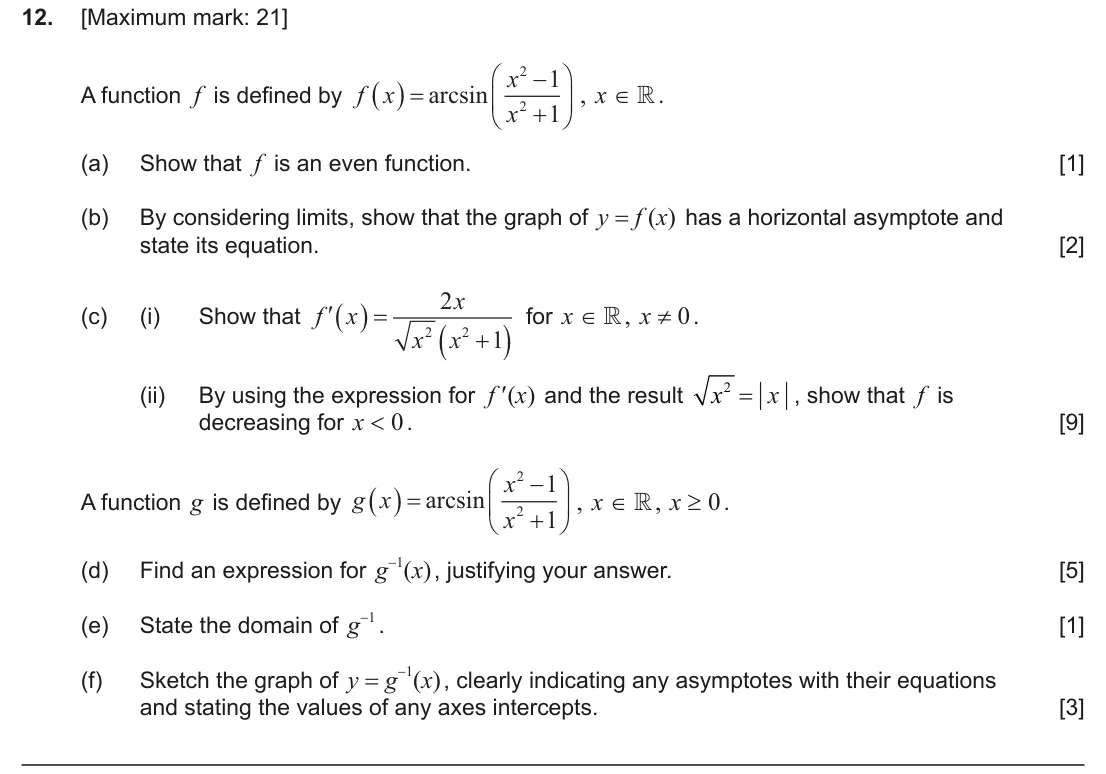 12. [Maximum mark: 21]
A function f is defined by f(x) = arcsin((x² − 1)/(x² + 1)), x ∈ ℝ.
(a) Show that f is an even function. [1]
(b) By considering limits, show that the graph of y = f(x) has a horizontal asymptote and
state its equation. [2]
(c) (i) Show that f′(x) = 2x/(√(x²)(x² + 1)) for x ∈ ℝ, x ≠ 0.
(ii) By using the expression for f′(x) and the result √(x²) = |x|, show that f is
decreasing for x < 0. [9]
A function g is defined by g(x) = arcsin((x² − 1)/(x² + 1)), x ∈ ℝ, x ≥ 0.
(d) Find an expression for g⁻¹(x), justifying your answer. [5]
(e) State the domain of g⁻¹. [1]
(f) Sketch the graph of y = g⁻¹(x), clearly indicating any asymptotes with their equations
and stating the values of any axes intercepts. [3]